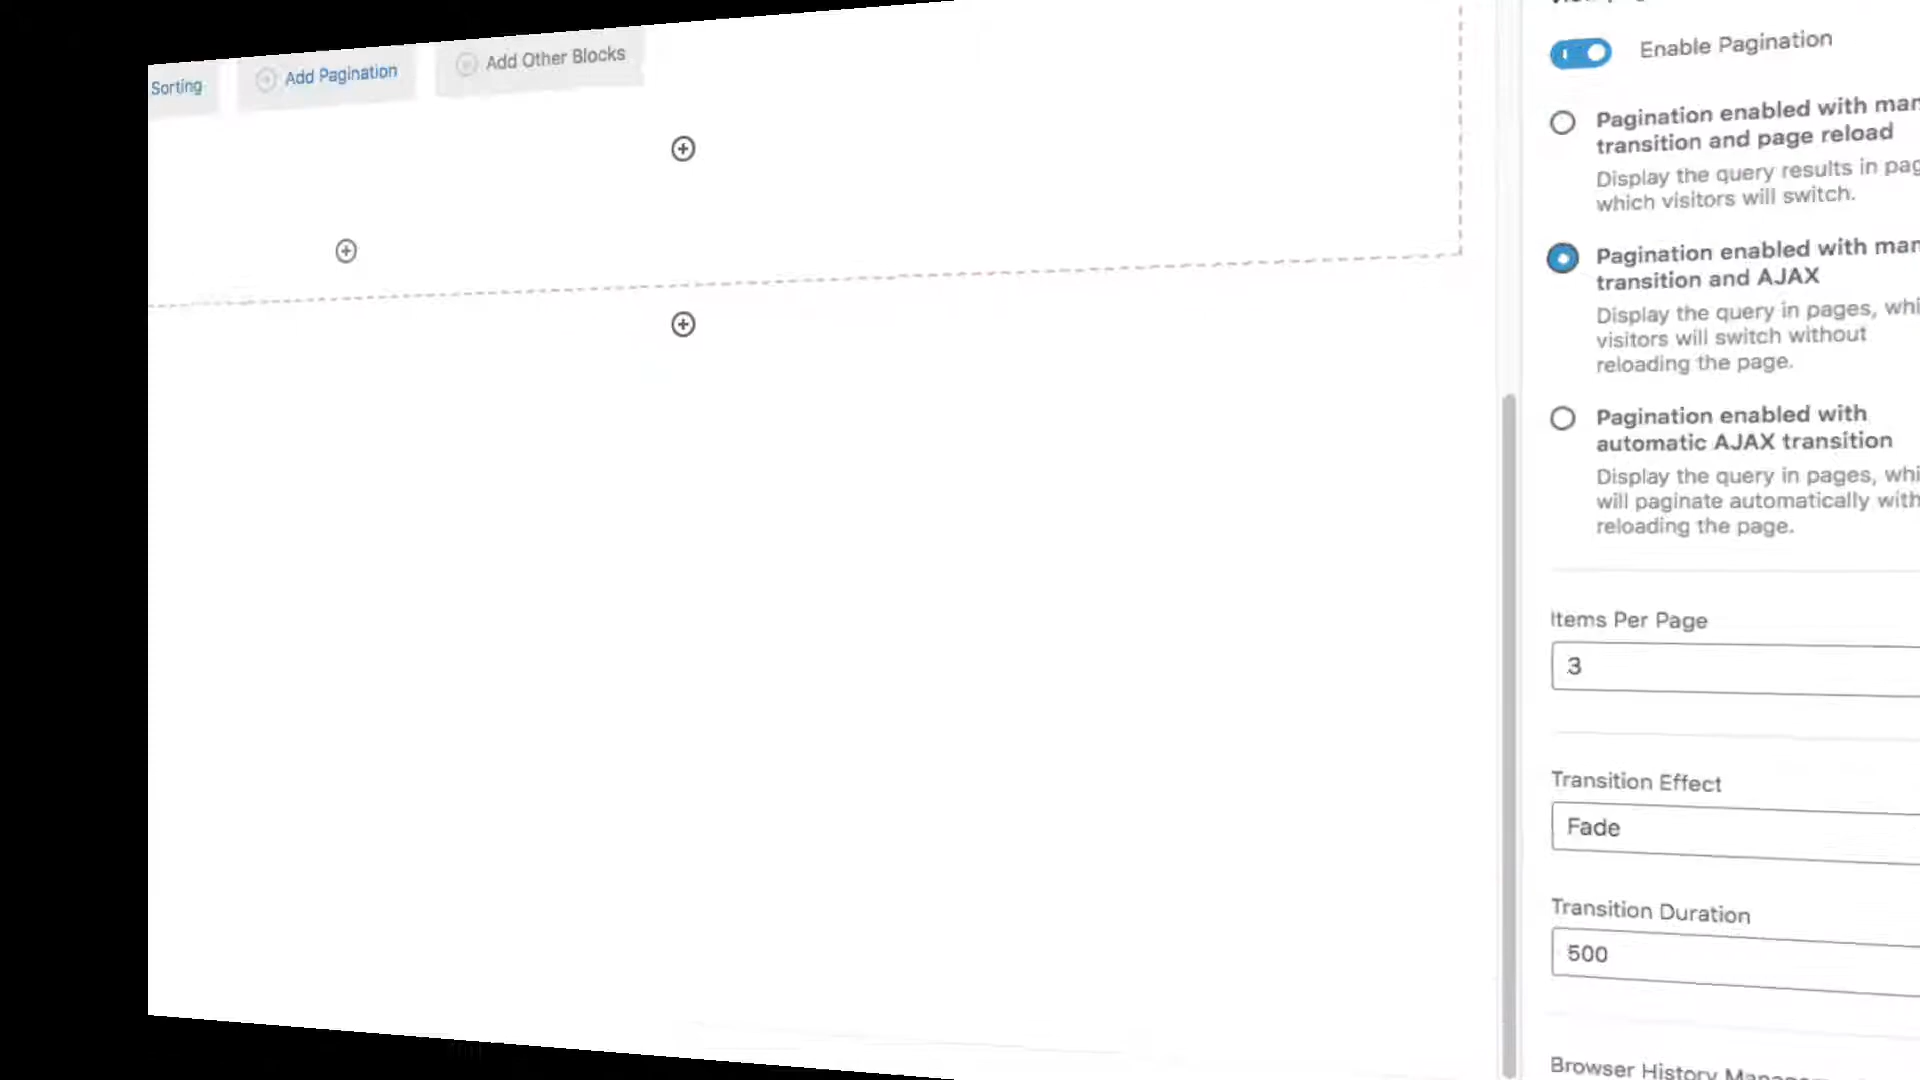 Sorting
Add Pagination
Add Other Blocks
Enable Pagination
Pagination enabled with
transition and page reload
Display the query results in
which visitors will switch.
Pagination enabled with
transition and AJAX
Display the query in pages,
visitors will switch without
reloading the page.
Pagination enabled with
automatic AJAX transition
Display the query in pages,
will paginate automatically
reloading the page.
Items Per Page
3
Transition Effect
Fade
Transition Duration
500
Browser History